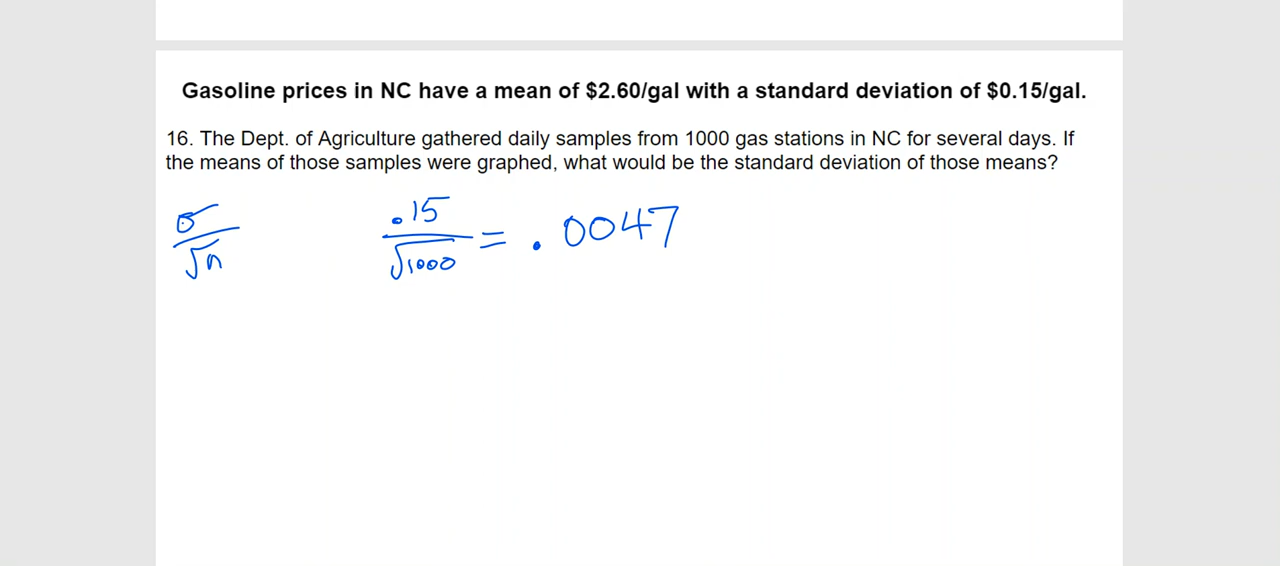 Gasoline prices in NC have a mean of $2.60/gal with a standard deviation of $0.15/gal.
16. The Dept. of Agriculture gathered daily samples from 1000 gas stations in NC for several days. If
the means of those samples were graphed, what would be the standard deviation of those means?
σ/√n .15/√1000 = .0047